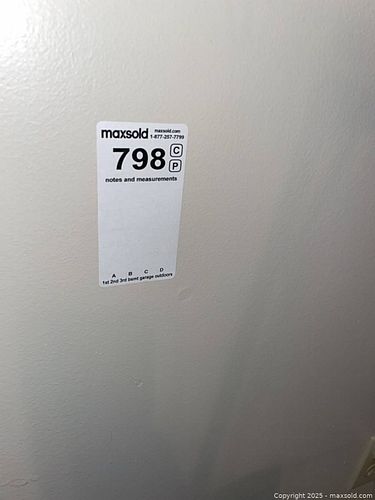 maxsold maxsold.com
1-877-257-7799
798 C
P
notes and measurements
A B C D
1st 2nd 3rd bsmt garage outdoors
Copyright 2025 - maxsold.com